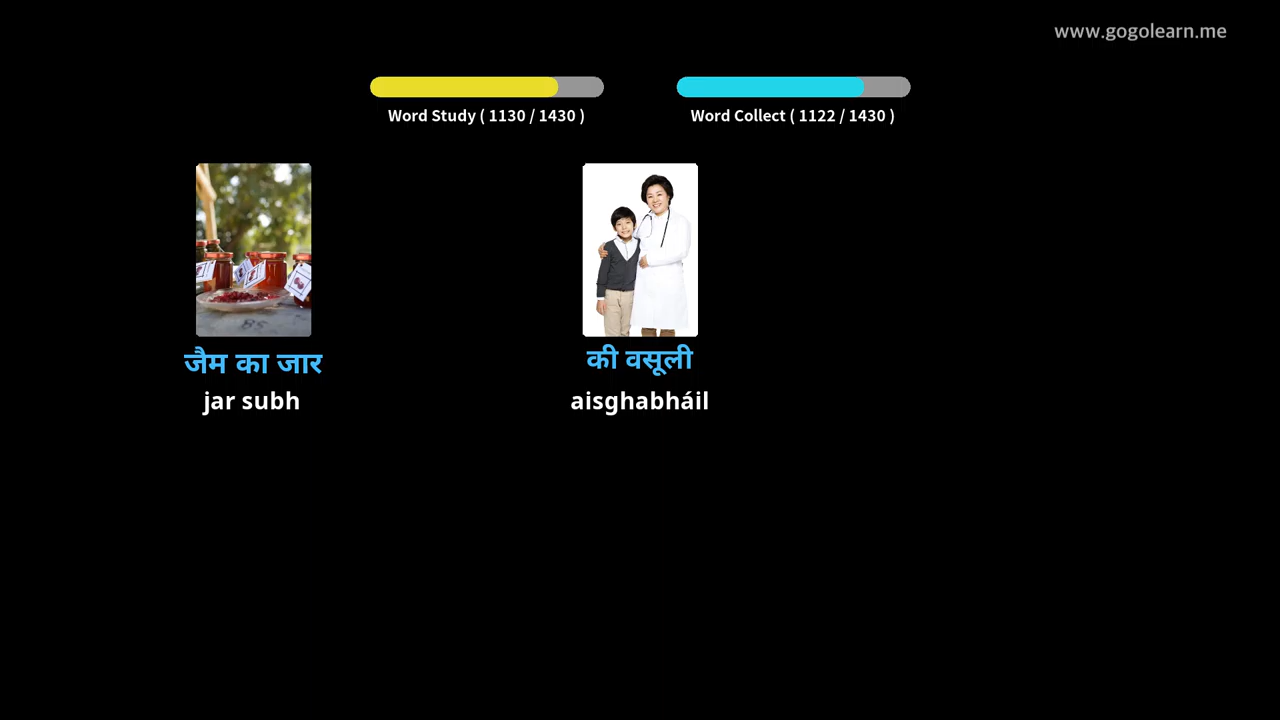 www.gogolearn.me
Word Study ( 1130 / 1430 )
Word Collect ( 1122 / 1430 )
जैम का जार
jar subh
की वसूली
aisghabháil